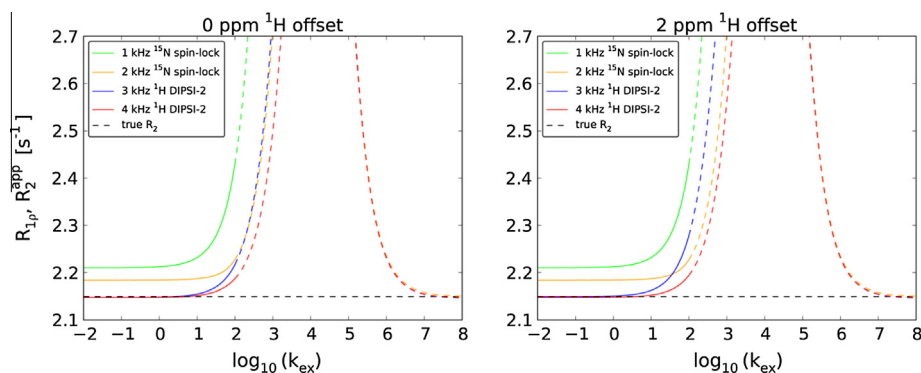 0 ppm ¹H offset
R₁ρ, R₂ᵃᵖᵖ [s⁻¹]
2.7
2.6
2.5
2.4
2.3
2.2
2.1
1 kHz ¹⁵N spin-lock
2 kHz ¹⁵N spin-lock
3 kHz ¹H DIPSI-2
4 kHz ¹H DIPSI-2
true R₂
−2 −1 0 1 2 3 4 5 6 7 8
log₁₀ (kₑₓ)
2 ppm ¹H offset
2.7
2.6
2.5
2.4
2.3
2.2
2.1
1 kHz ¹⁵N spin-lock
2 kHz ¹⁵N spin-lock
3 kHz ¹H DIPSI-2
4 kHz ¹H DIPSI-2
true R₂
−2 −1 0 1 2 3 4 5 6 7 8
log₁₀ (kₑₓ)